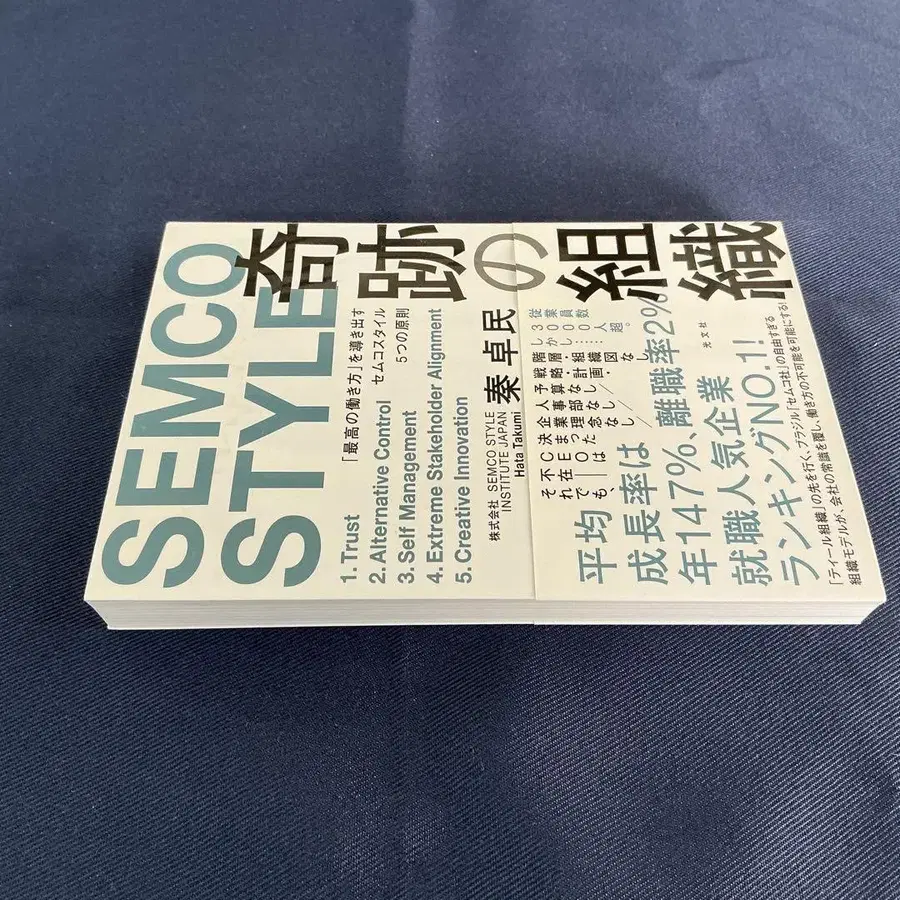 奇跡の組織
SEMCO
STYLE
「最高の働き方」を導き出す
セムコスタイル 5つの原則
1. Trust
2. Alternative Control
3. Self Management
4. Extreme Stakeholder Alignment
5. Creative Innovation
株式会社 SEMCO STYLE
INSTITUTE JAPAN
秦 卓民
Hata Takumi
従業員数
3000人超。
しかし……
階層・組織図なし
戦略・計画・
予算なし
人事部なし
企業理念なし
決まった
CEOは
不在――
それでも、
平均
成長率は
年147%、離職率2%
就職人気企業
ランキングNO.1!
光文社
「ティール組織」の先を行く、ブラジル「セムコ社」の自由すぎる
組織モデルが、会社の常識を覆し、働き方の不可能を可能にする!